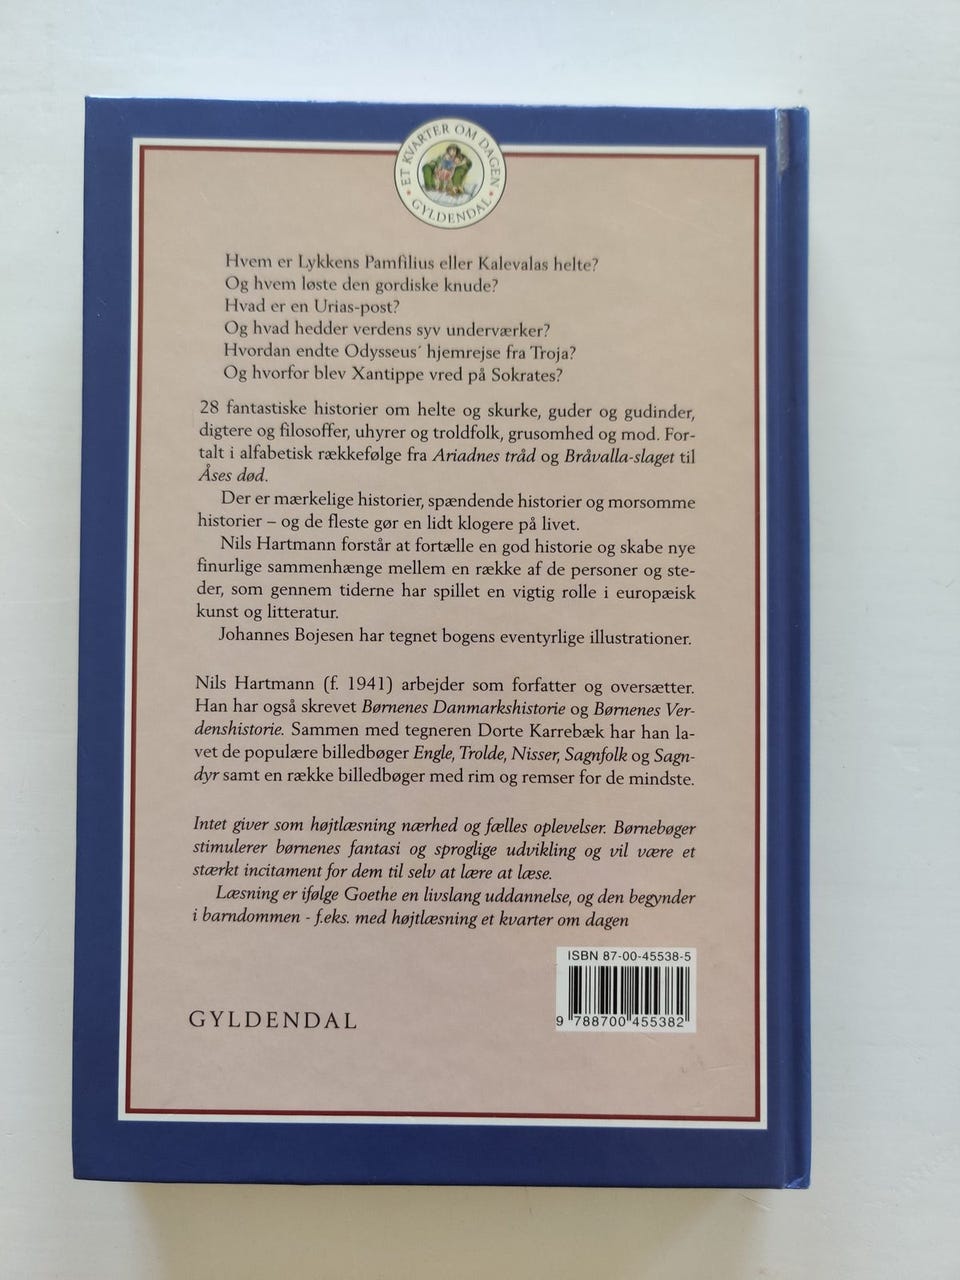 ET KVARTER OM DAGEN
GYLDENDAL
Hvem er Lykkens Pamfilius eller Kalevalas helte?
Og hvem løste den gordiske knude?
Hvad er en Urias-post?
Og hvad hedder verdens syv underværker?
Hvordan endte Odysseus´ hjemrejse fra Troja?
Og hvorfor blev Xantippe vred på Sokrates?
28 fantastiske historier om helte og skurke, guder og gudinder,
digtere og filosoffer, uhyrer og troldfolk, grusomhed og mod. For-
talt i alfabetisk rækkefølge fra Ariadnes tråd og Bråvalla-slaget til
Åses død.
Der er mærkelige historier, spændende historier og morsomme
historier – og de fleste gør en lidt klogere på livet.
Nils Hartmann forstår at fortælle en god historie og skabe nye
finurlige sammenhænge mellem en række af de personer og ste-
der, som gennem tiderne har spillet en vigtig rolle i europæisk
kunst og litteratur.
Johannes Bojesen har tegnet bogens eventyrlige illustrationer.
Nils Hartmann (f. 1941) arbejder som forfatter og oversætter.
Han har også skrevet Børnenes Danmarkshistorie og Børnenes Ver-
denshistorie. Sammen med tegneren Dorte Karrebæk har han la-
vet de populære billedbøger Engle, Trolde, Nisser, Sagnfolk og Sagn-
dyr samt en række billedbøger med rim og remser for de mindste.
Intet giver som højtlæsning nærhed og fælles oplevelser. Børnebøger
stimulerer børnenes fantasi og sproglige udvikling og vil være et
stærkt incitament for dem til selv at lære at læse.
Læsning er ifølge Goethe en livslang uddannelse, og den begynder
i barndommen - f.eks. med højtlæsning et kvarter om dagen
ISBN 87-00-45538-5
9 788700 455382
GYLDENDAL